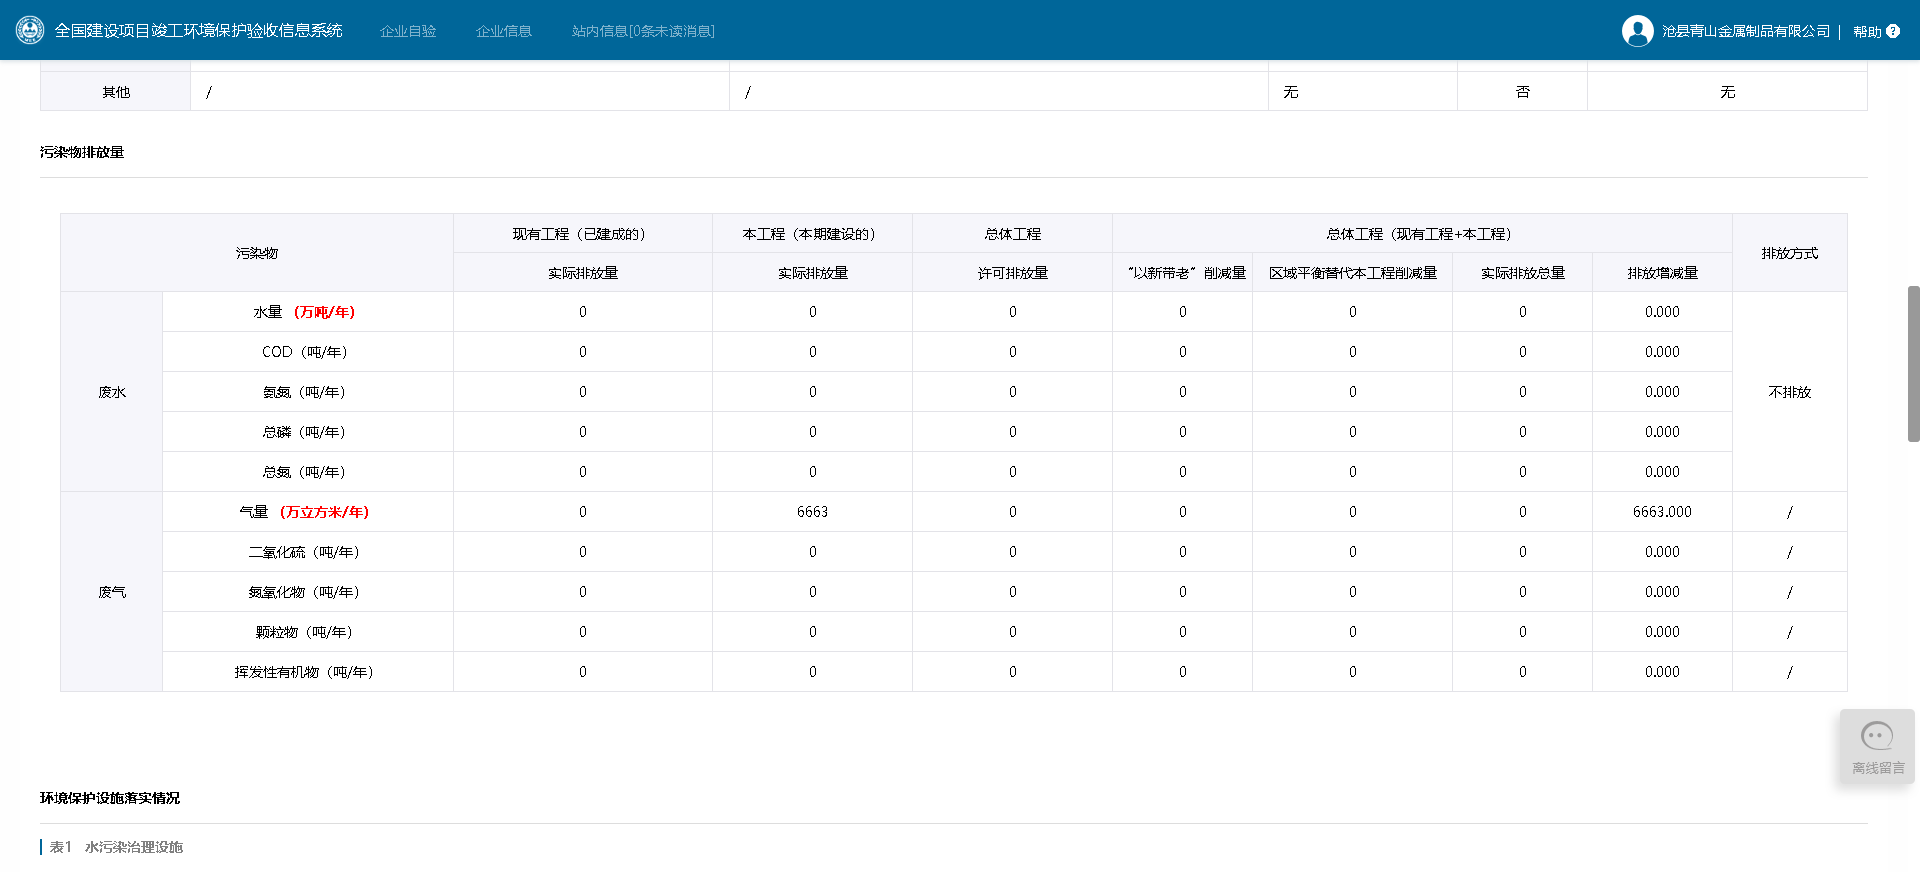 全国建设项目竣工环境保护验收信息系统 企业自验 企业信息 站内信息[0条未读消息] 沧县青山金属制品有限公司 | 帮助
其他 / / 无 否 无
污染物排放量
污染物 现有工程（已建成的） 本工程（本期建设的） 总体工程 总体工程（现有工程+本工程） 排放方式
实际排放量 实际排放量 许可排放量 “以新带老”削减量 区域平衡替代本工程削减量 实际排放总量 排放增减量
废水 水量 （万吨/年） 0 0 0 0 0 0 0.000 不排放
COD（吨/年） 0 0 0 0 0 0 0.000
氨氮（吨/年） 0 0 0 0 0 0 0.000
总磷（吨/年） 0 0 0 0 0 0 0.000
总氮（吨/年） 0 0 0 0 0 0 0.000
废气 气量 （万立方米/年） 0 6663 0 0 0 0 6663.000 /
二氧化硫（吨/年） 0 0 0 0 0 0 0.000 /
氮氧化物（吨/年） 0 0 0 0 0 0 0.000 /
颗粒物（吨/年） 0 0 0 0 0 0 0.000 /
挥发性有机物（吨/年） 0 0 0 0 0 0 0.000 /
离线留言
环境保护设施落实情况
表1 水污染治理设施